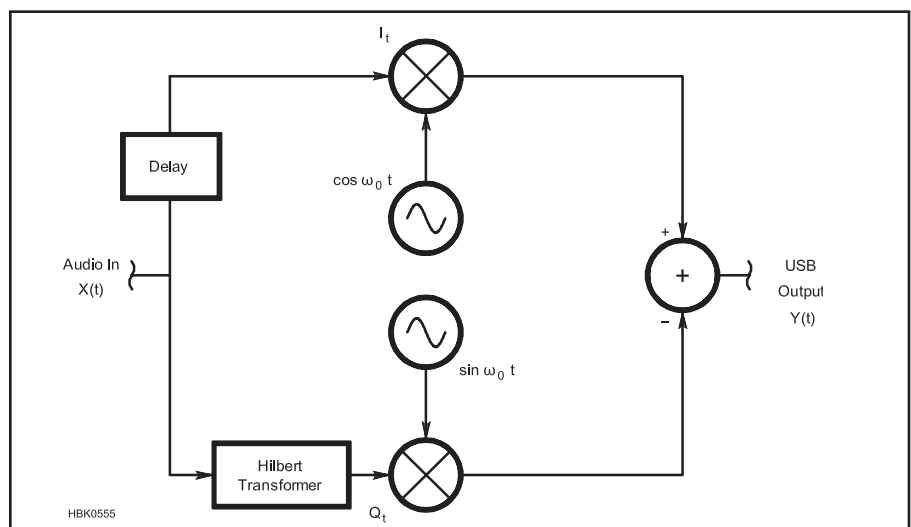 I t
Delay
cos ω 0 t
Audio In
X(t)
+
+
USB
Output
Y(t)
–
sin ω 0 t
Hilbert
Transformer
Q t
HBK0555